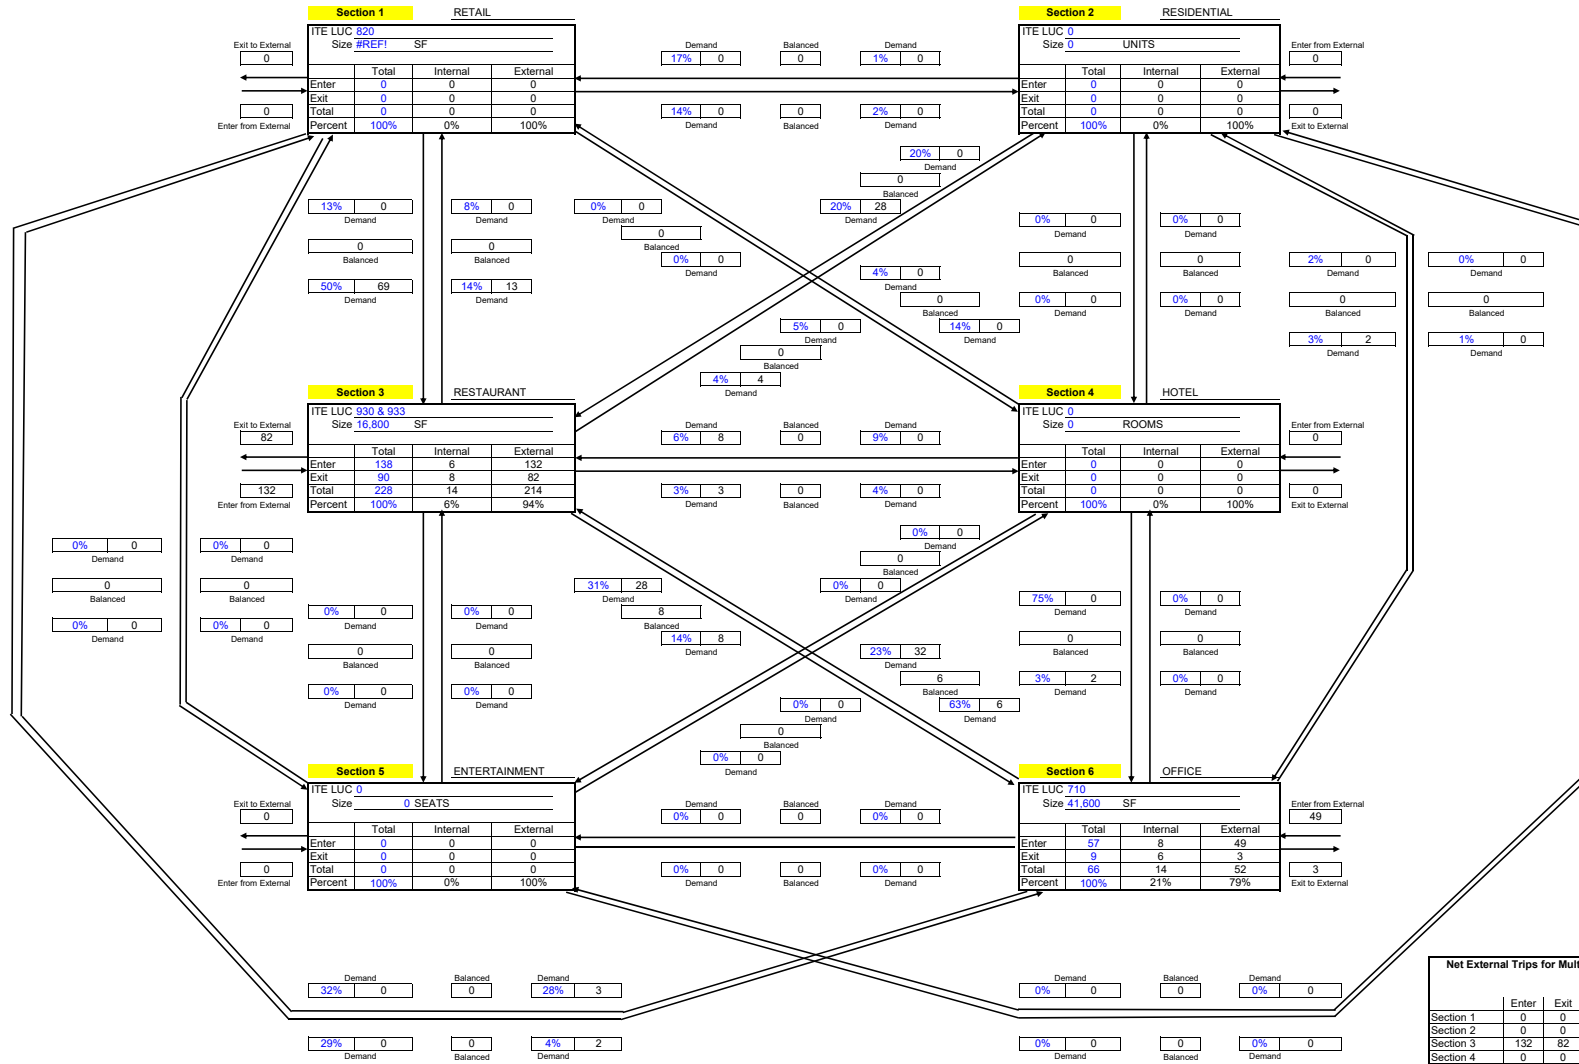 Section 1 RETAIL Section 2 RESIDENTIAL
ITE LUC 820 ITE LUC 0
Size #REF! SF Size 0 UNITS
Exit to External Demand Balanced Demand Enter from External
0 17% 0 0 1% 0 0
Total Internal External Total Internal External
Enter 0 0 0 Enter 0 0 0
Exit 0 0 0 Exit 0 0 0
Total 0 0 0 Total 0 0 0
0 14% 0 0 2% 0 0
Percent 100% 0% 100% Percent 100% 0% 100%
Enter from External Demand Balanced Demand Exit to External
20% 0
Demand
0
Balanced
13% 0 8% 0 0% 0 20% 28
Demand Demand Demand Demand
0% 0 0% 0
Demand Demand
0
Balanced
0 0
Balanced Balanced
0% 0
Demand
0 0
Balanced Balanced
2% 0 0% 0
Demand Demand
4% 0
Demand
50% 69 14% 13
Demand Demand
0
Balanced
0% 0 0% 0
Demand Demand
0 0
Balanced Balanced
5% 0 14% 0
Demand Demand
3% 2 1% 0
Demand Demand
0
Balanced
4% 4
Demand
Section 3 RESTAURANT Section 4 HOTEL
ITE LUC 930 & 933 ITE LUC 0
Size 16,800 SF Size 0 ROOMS
Exit to External Demand Balanced Demand Enter from External
82 6% 8 0 9% 0 0
Total Internal External Total Internal External
Enter 138 6 132 Enter 0 0 0
Exit 90 8 82 Exit 0 0 0
Total 228 14 214 Total 0 0 0
132 3% 3 0 4% 0 0
Percent 100% 6% 94% Percent 100% 0% 100%
Enter from External Demand Balanced Demand Exit to External
0% 0
Demand
0% 0 0% 0
Demand Demand
0
Balanced
0 0
Balanced Balanced
31% 28 0% 0
Demand Demand
75% 0 0% 0
Demand Demand
0% 0 0% 0
Demand Demand
8
Balanced
0% 0 0% 0
Demand Demand
14% 8
Demand
0 0
Balanced Balanced
0 0
Balanced Balanced
23% 32
Demand
6
Balanced
3% 2 0% 0
Demand Demand
0% 0 0% 0
Demand Demand
0% 0 63% 6
Demand Demand
0
Balanced
0% 0
Demand
Section 5 ENTERTAINMENT Section 6 OFFICE
ITE LUC 0 ITE LUC 710
Size 0 SEATS Size 41,600 SF
Exit to External Demand Balanced Demand Enter from External
0 0% 0 0 0% 0 49
Total Internal External Total Internal External
Enter 0 0 0 Enter 57 8 49
Exit 0 0 0 Exit 9 6 3
Total 0 0 0 Total 66 14 52
0 0% 0 0 0% 0 3
Percent 100% 0% 100% Percent 100% 21% 79%
Enter from External Demand Balanced Demand Exit to External
Demand Balanced Demand Demand Balanced Demand
32% 0 0 28% 3 0% 0 0 0% 0
29% 0 0 4% 2 0% 0 0 0% 0
Demand Balanced Demand Demand Balanced Demand
Net External Trips for Mult
Enter Exit
Section 1 0 0
Section 2 0 0
Section 3 132 82
Section 4 0 0